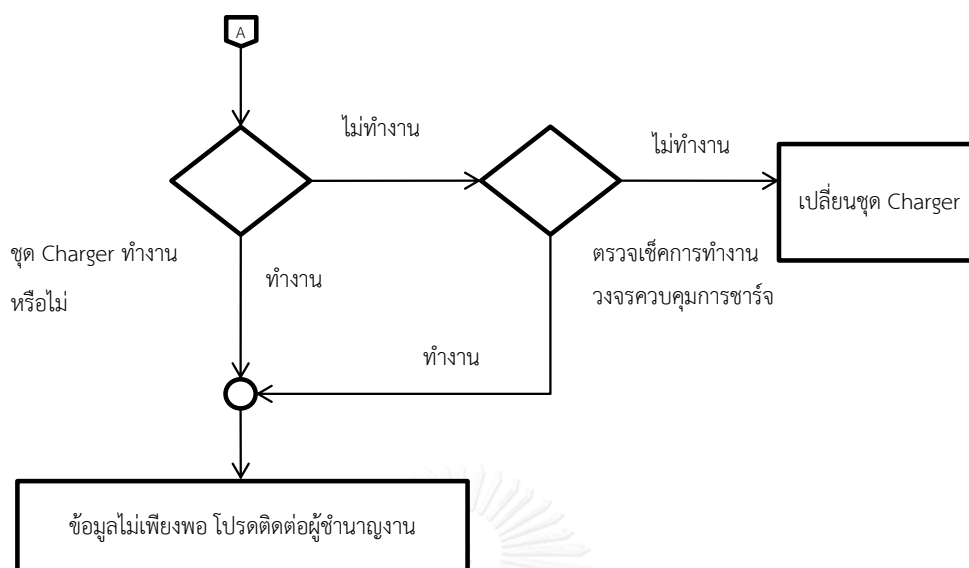 A
ไม่ทำงาน
ไม่ทำงาน
เปลี่ยนชุด Charger
ชุด Charger ทำงาน
หรือไม่
ทำงาน
ตรวจเช็คการทำงาน
วงจรควบคุมการชาร์จ
ทำงาน
ข้อมูลไม่เพียงพอ โปรดติดต่อผู้ชำนาญงาน